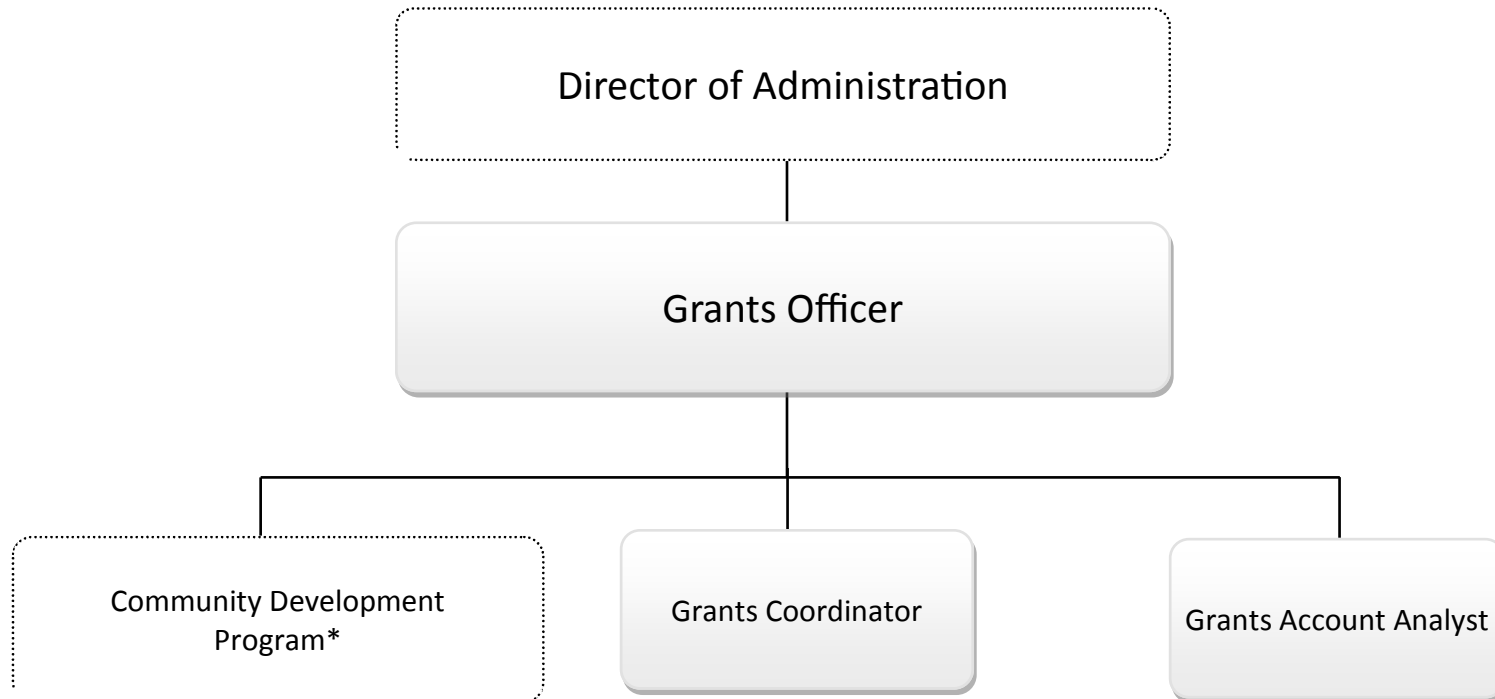 Director of Administration
Grants Officer
Community Development
Program*
Grants Coordinator
Grants Account Analyst